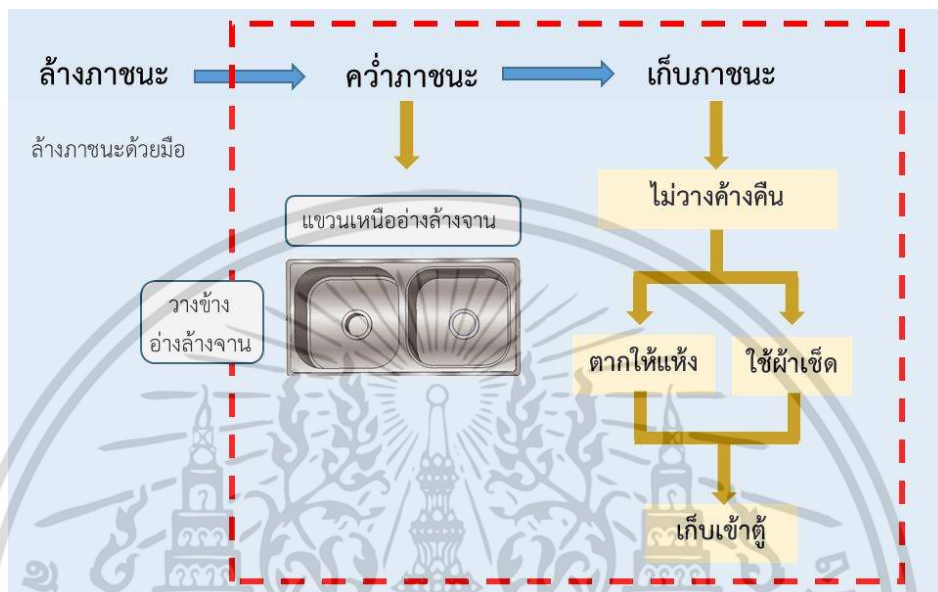 ล้างภาชนะ
คว่ำภาชนะ
เก็บภาชนะ
ล้างภาชนะด้วยมือ
แขวนเหนืออ่างล้างจาน
วางข้าง
อ่างล้างจาน
ไม่วางค้างคืน
ตากให้แห้ง
ใช้ผ้าเช็ด
เก็บเข้าตู้